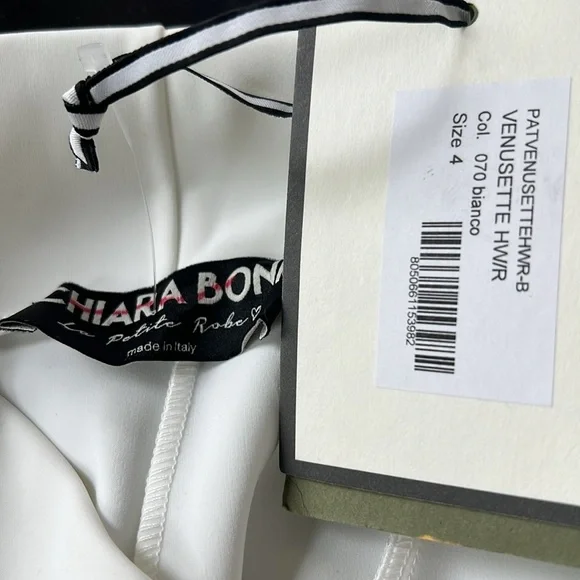 CHIARA BONI
La Petite Robe
made in Italy
PATVENUSETTEHWR-B
VENUSETTE HWR
Col. 070 bianco
Size 4
8050661153982